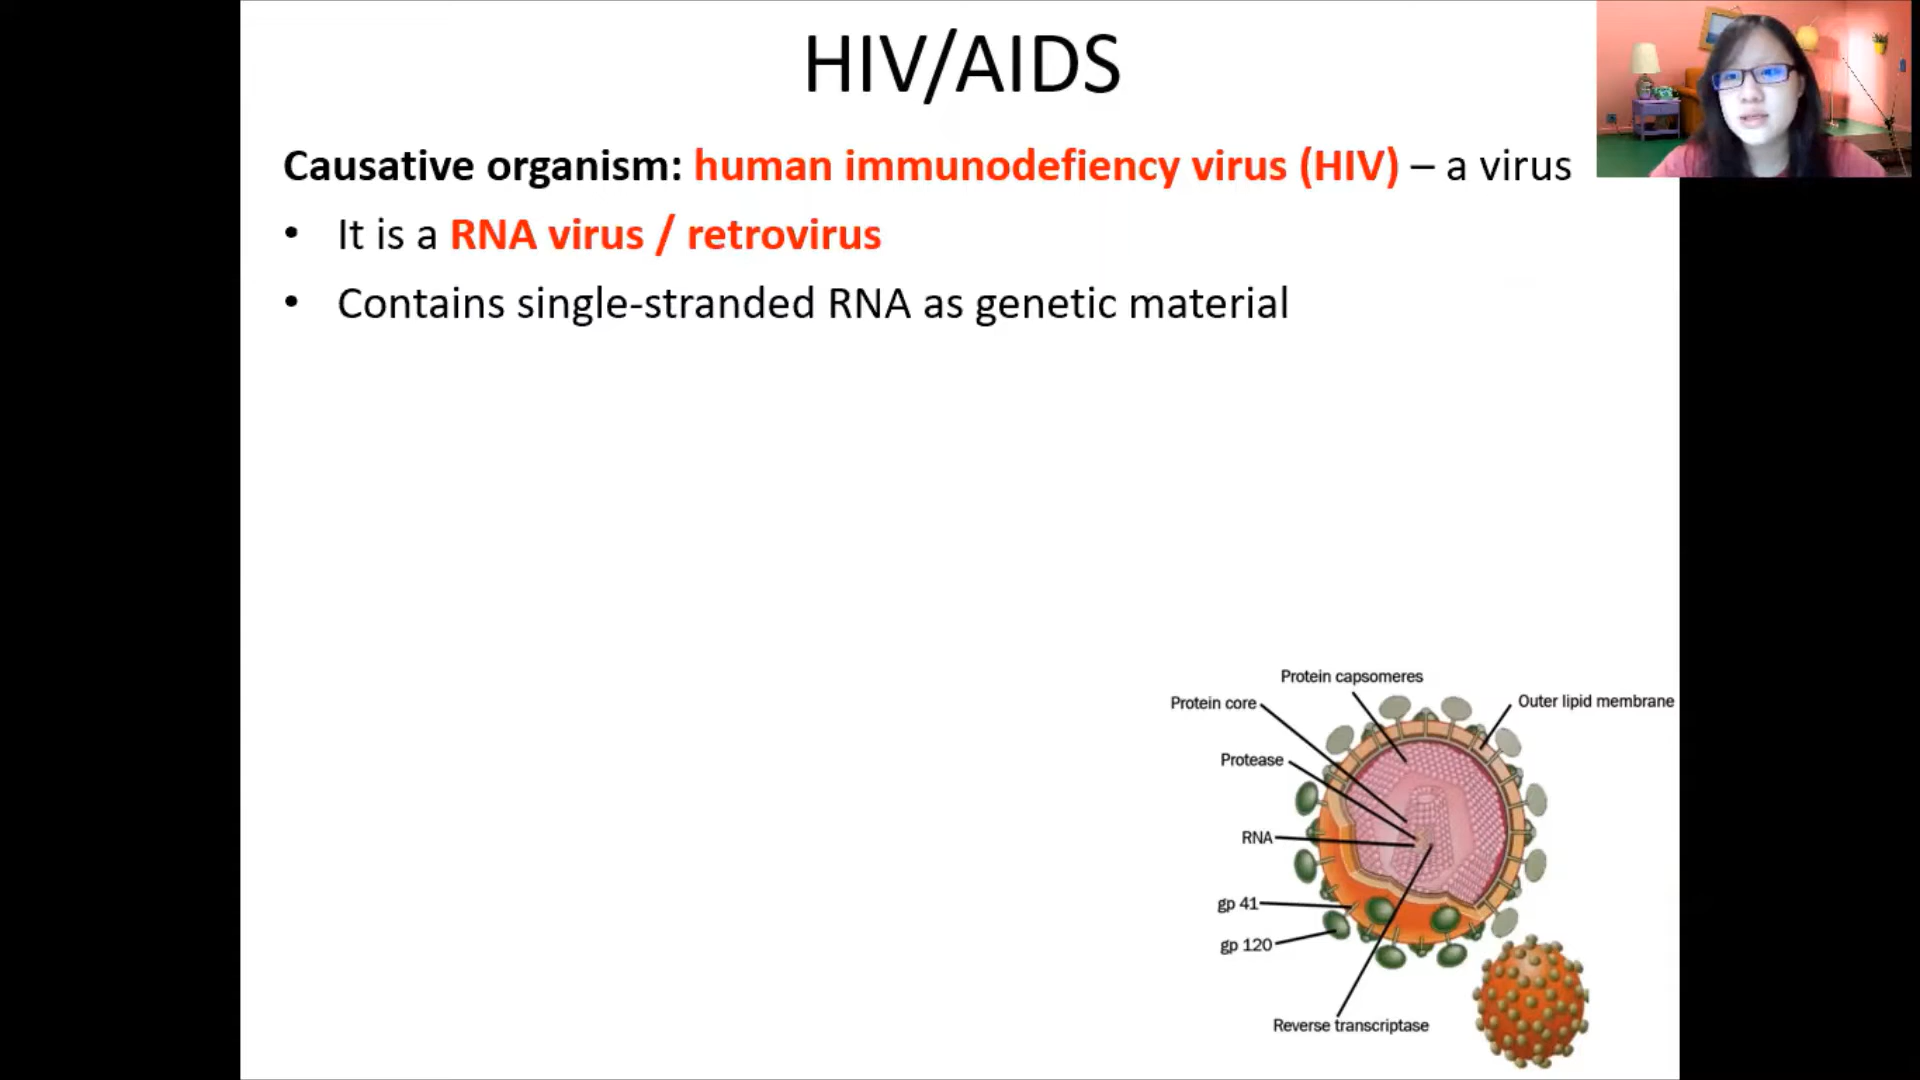 HIV/AIDS
Causative organism: human immunodefiency virus (HIV) – a virus
• It is a RNA virus / retrovirus
• Contains single-stranded RNA as genetic material
Protein capsomeres
Protein core
Outer lipid membrane
Protease
RNA
gp 41
gp 120
Reverse transcriptase